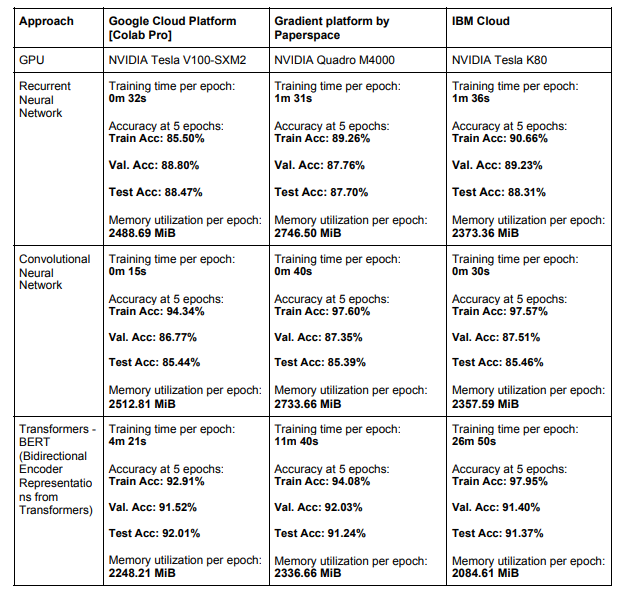 Approach
Google Cloud Platform
[Colab Pro]
Gradient platform by
Paperspace
IBM Cloud
GPU
NVIDIA Tesla V100-SXM2
NVIDIA Quadro M4000
NVIDIA Tesla K80
Recurrent
Neural
Network
Training time per epoch:
0m 32s
Accuracy at 5 epochs:
Train Acc: 85.50%
Val. Acc: 88.80%
Test Acc: 88.47%
Memory utilization per epoch:
2488.69 MiB
Training time per epoch:
1m 31s
Accuracy at 5 epochs:
Train Acc: 89.26%
Val. Acc: 87.76%
Test Acc: 87.70%
Memory utilization per epoch:
2746.50 MiB
Training time per epoch:
1m 36s
Accuracy at 5 epochs:
Train Acc: 90.66%
Val. Acc: 89.23%
Test Acc: 88.31%
Memory utilization per epoch:
2373.36 MiB
Convolutional
Neural
Network
Training time per epoch:
0m 15s
Accuracy at 5 epochs:
Train Acc: 94.34%
Val. Acc: 86.77%
Test Acc: 85.44%
Memory utilization per epoch:
2512.81 MiB
Training time per epoch:
0m 40s
Accuracy at 5 epochs:
Train Acc: 97.60%
Val. Acc: 87.35%
Test Acc: 85.39%
Memory utilization per epoch:
2733.66 MiB
Training time per epoch:
0m 30s
Accuracy at 5 epochs:
Train Acc: 97.57%
Val. Acc: 87.51%
Test Acc: 85.46%
Memory utilization per epoch:
2357.59 MiB
Transformers -
BERT
(Bidirectional
Encoder
Representatio
ns from
Transformers)
Training time per epoch:
4m 21s
Accuracy at 5 epochs:
Train Acc: 92.91%
Val. Acc: 91.52%
Test Acc: 92.01%
Memory utilization per epoch:
2248.21 MiB
Training time per epoch:
11m 40s
Accuracy at 5 epochs:
Train Acc: 94.08%
Val. Acc: 92.03%
Test Acc: 91.24%
Memory utilization per epoch:
2336.66 MiB
Training time per epoch:
26m 50s
Accuracy at 5 epochs:
Train Acc: 97.95%
Val. Acc: 91.40%
Test Acc: 91.37%
Memory utilization per epoch:
2084.61 MiB